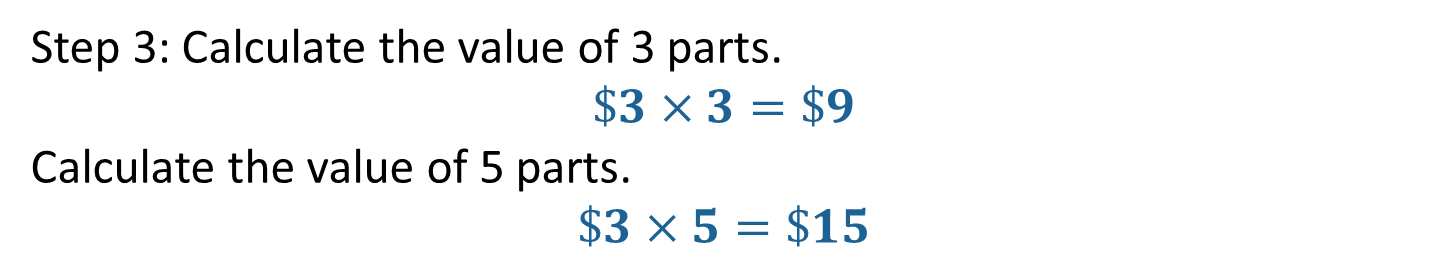 Step 3: Calculate the value of 3 parts.
$3 × 3 = $9
Calculate the value of 5 parts.
$3 × 5 = $15